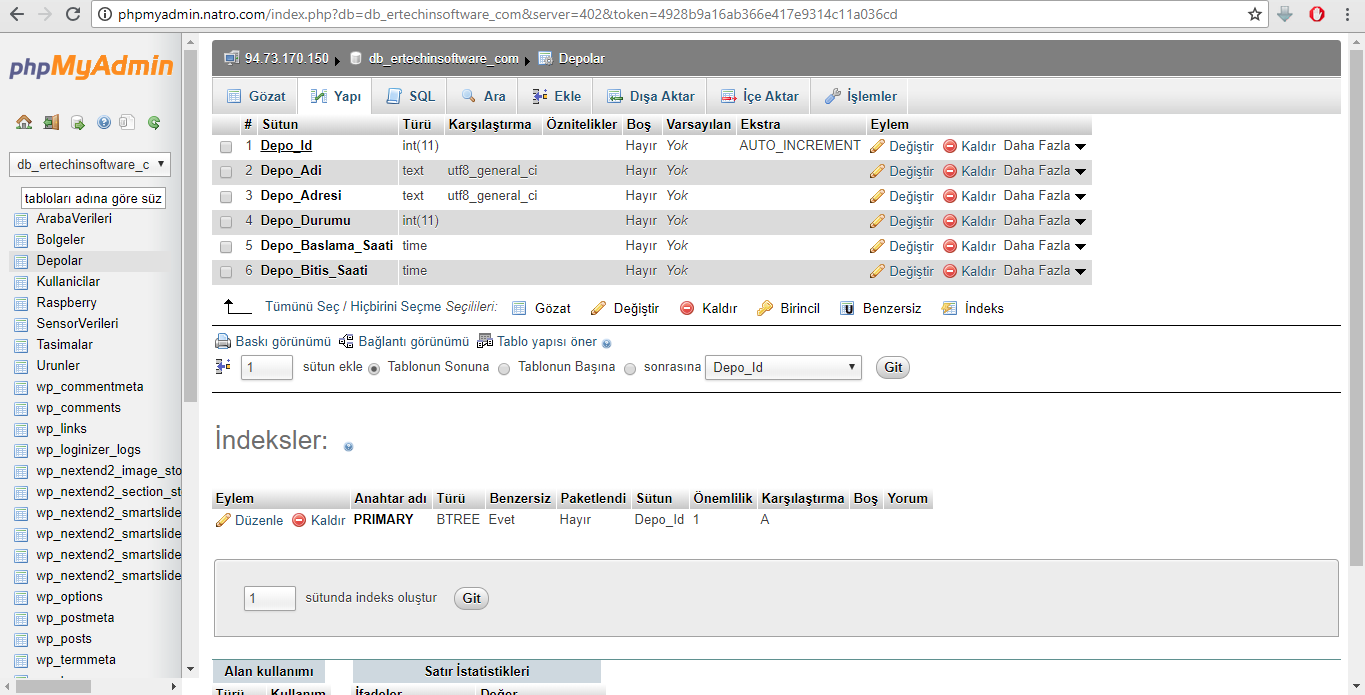 phpmyadmin.natro.com/index.php?db=db_ertechinsoftware_com&server=402&token=4928b9a16ab366e417e9314c11a036cd
phpMyAdmin
db_ertechinsoftware_c
tabloları adına göre süz
ArabaVerileri
Bolgeler
Depolar
Kullanicilar
Raspberry
SensorVerileri
Tasimalar
Urunler
wp_commentmeta
wp_comments
wp_links
wp_loginizer_logs
wp_nextend2_image_sto
wp_nextend2_section_st
wp_nextend2_smartslide
wp_nextend2_smartslide
wp_nextend2_smartslide
wp_nextend2_smartslide
wp_options
wp_postmeta
wp_posts
wp_termmeta
94.73.170.150 db_ertechinsoftware_com Depolar
Gözat Yapı SQL Ara Ekle Dışa Aktar İçe Aktar İşlemler
# Sütun Türü Karşılaştırma Öznitelikler Boş Varsayılan Ekstra Eylem
1 Depo_Id int(11) Hayır Yok AUTO_INCREMENT Değiştir Kaldır Daha Fazla
2 Depo_Adi text utf8_general_ci Hayır Yok Değiştir Kaldır Daha Fazla
3 Depo_Adresi text utf8_general_ci Hayır Yok Değiştir Kaldır Daha Fazla
4 Depo_Durumu int(11) Hayır Yok Değiştir Kaldır Daha Fazla
5 Depo_Baslama_Saati time Hayır Yok Değiştir Kaldır Daha Fazla
6 Depo_Bitis_Saati time Hayır Yok Değiştir Kaldır Daha Fazla
Tümünü Seç / Hiçbirini Seçme Seçilileri: Gözat Değiştir Kaldır Birincil Benzersiz İndeks
Baskı görünümü Bağlantı görünümü Tablo yapısı öner
1 sütun ekle Tablonun Sonuna Tablonun Başına sonrasına Depo_Id Git
İndeksler:
Eylem Anahtar adı Türü Benzersiz Paketlendi Sütun Önemlilik Karşılaştırma Boş Yorum
Düzenle Kaldır PRIMARY BTREE Evet Hayır Depo_Id 1 A
1 sütunda indeks oluştur Git
Alan kullanımı Satır İstatistikleri
Türü Kullanım İfadeler Değer